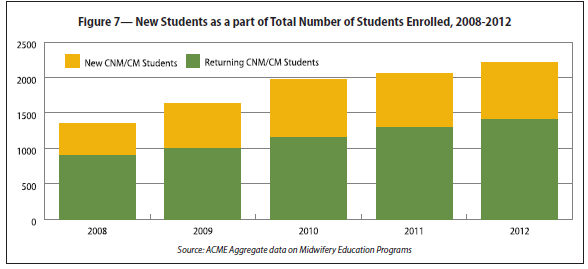 Figure 7— New Students as a part of Total Number of Students Enrolled, 2008-2012
2500
New CNM/CM Students Returning CNM/CM Students
2000
1500
1000
500
0
2008 2009 2010 2011 2012
Source: ACME Aggregate data on Midwifery Education Programs